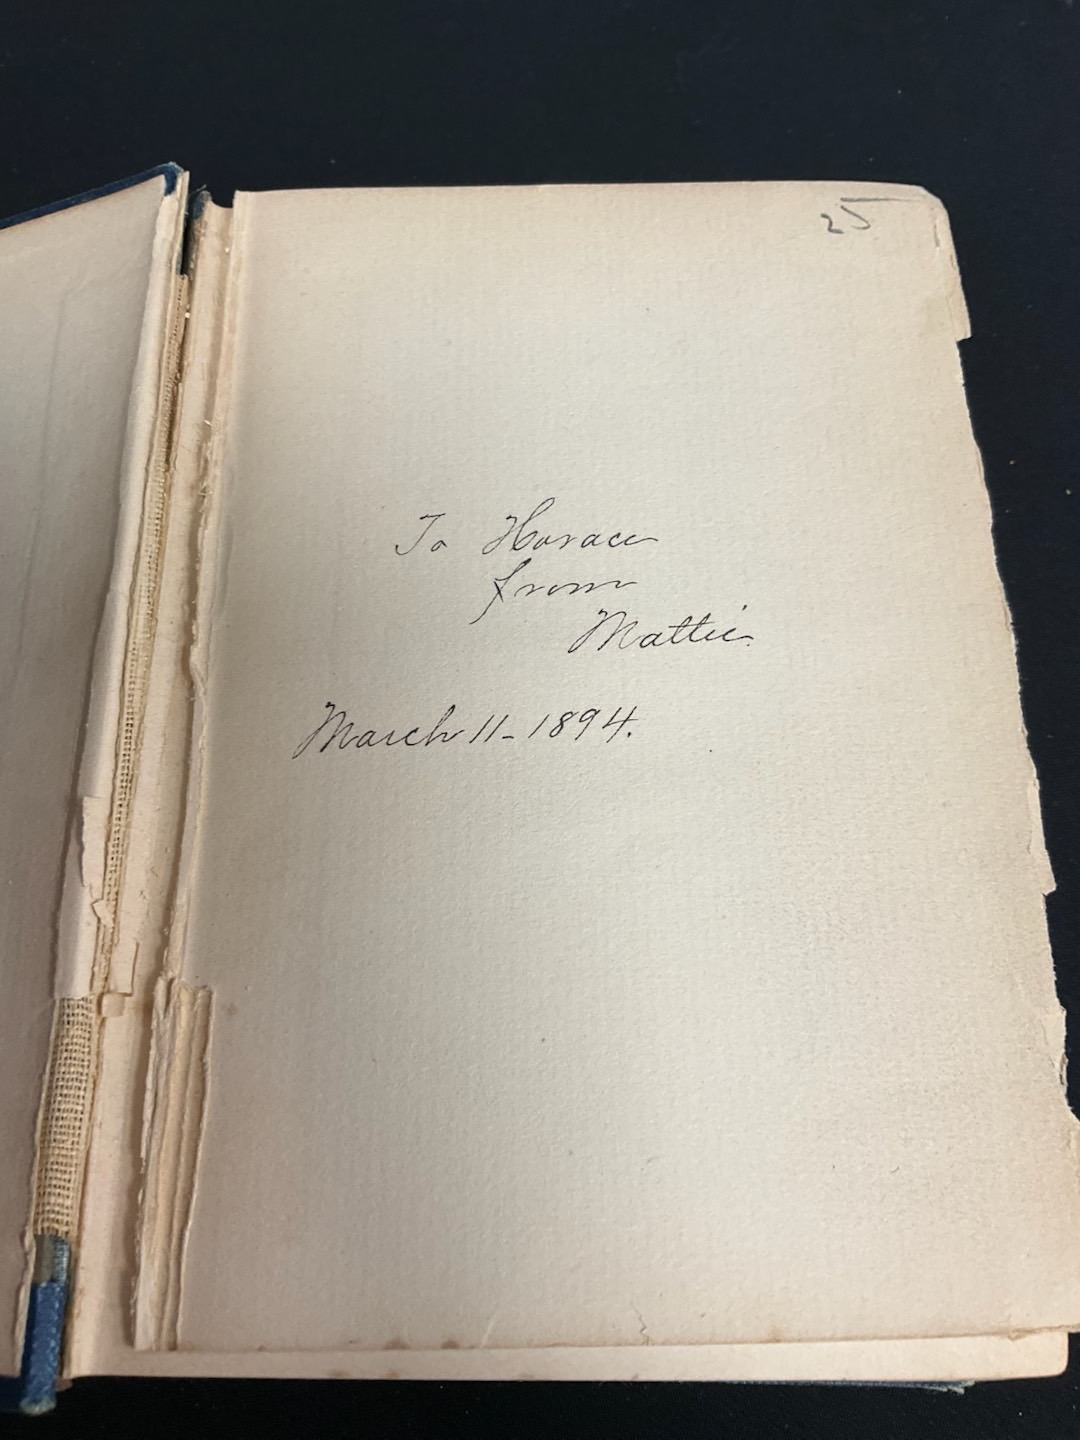 25
To Horace
from
Mattie.
March 11-1894.